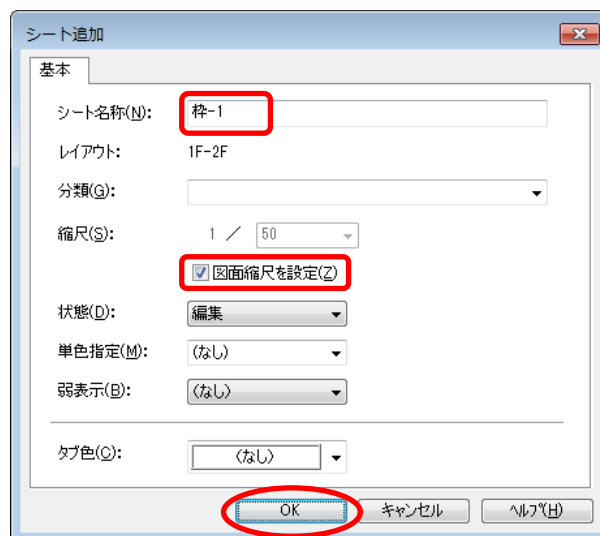 シート追加
基本
シート名称(N): 枠-1
レイアウト: 1F-2F
分類(G):
縮尺(S): 1 ／ 50
図面縮尺を設定(Z)
状態(D): 編集
単色指定(M): (なし)
弱表示(B): (なし)
タブ色(C): (なし)
OK キャンセル ヘルプ(H)